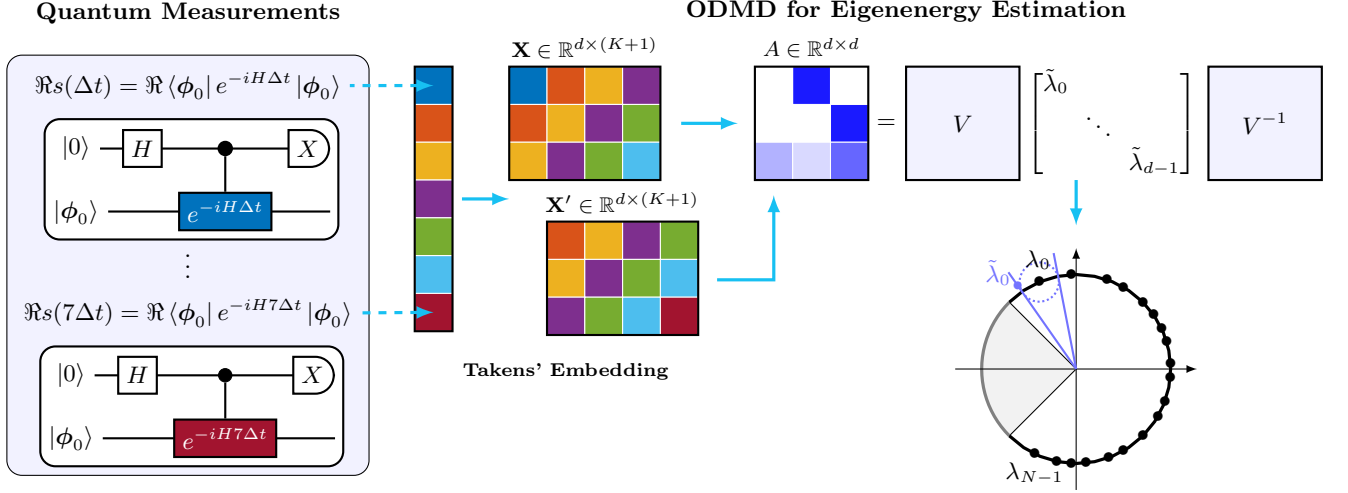 Quantum Measurements
ℜs(Δt) = ℜ ⟨ϕ₀| e^{−iHΔt} |ϕ₀⟩
|0⟩ H X
|ϕ₀⟩ e^{−iHΔt}
⋮
ℜs(7Δt) = ℜ ⟨ϕ₀| e^{−iH7Δt} |ϕ₀⟩
|0⟩ H X
|ϕ₀⟩ e^{−iH7Δt}
Takens' Embedding
ODMD for Eigenenergy Estimation
X ∈ ℝ^{d×(K+1)}
X′ ∈ ℝ^{d×(K+1)}
A ∈ ℝ^{d×d}
= V [λ̃₀ ⋱ λ̃_{d−1}] V^{−1}
λ̃₀ λ₀
λ_{N−1}